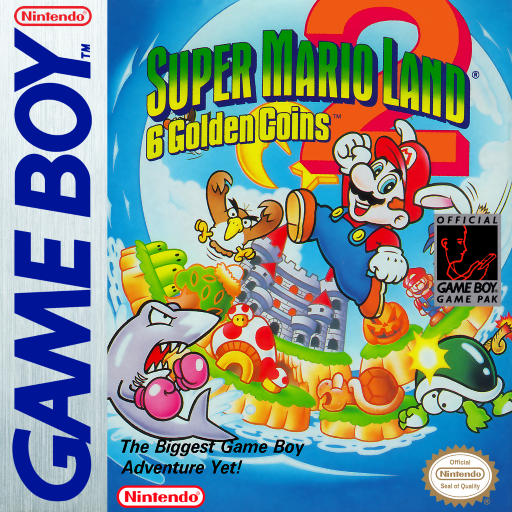 Nintendo
GAME BOY
TM
SUPER MARIO LAND
®
2
6 Golden Coins
TM
OFFICIAL
GAME BOY
GAME PAK
The Biggest Game Boy
Adventure Yet!
Nintendo
Official
Nintendo
Seal of Quality
®